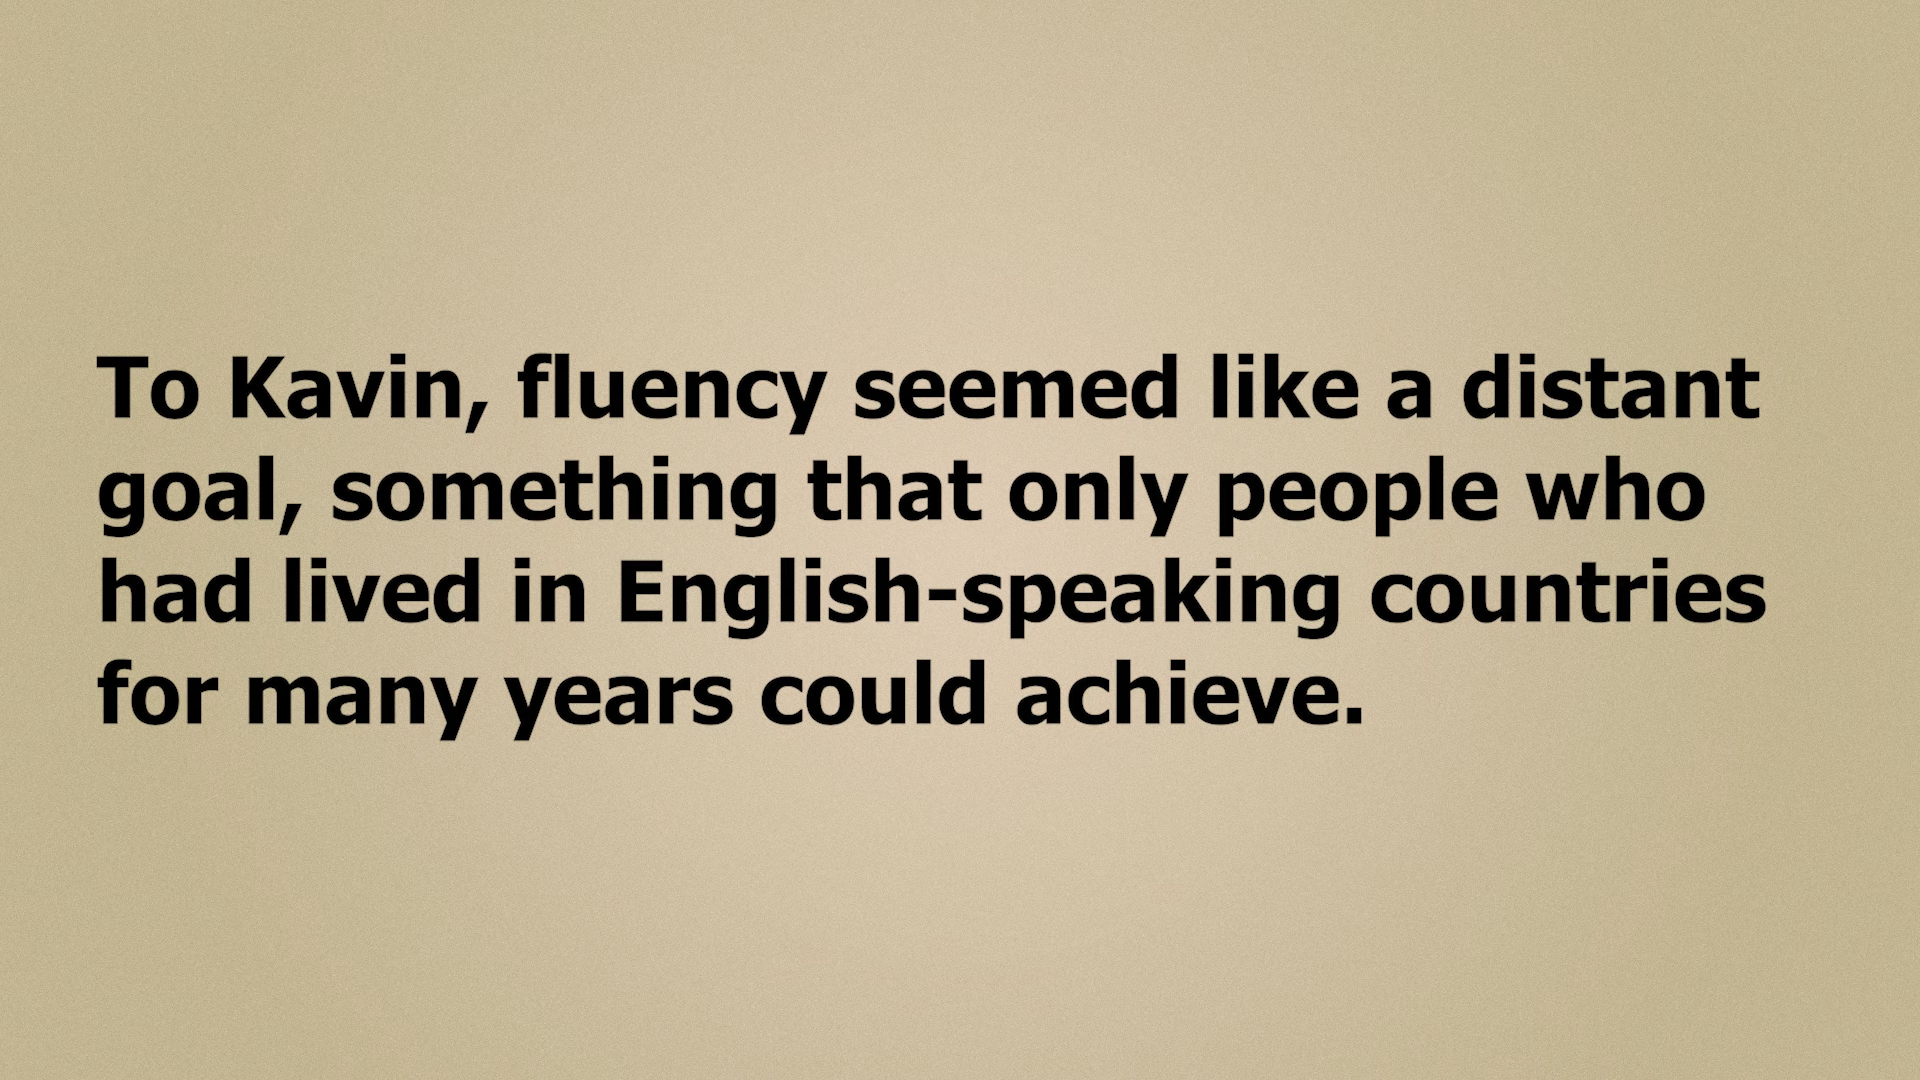 To Kavin, fluency seemed like a distant
goal, something that only people who
had lived in English-speaking countries
for many years could achieve.